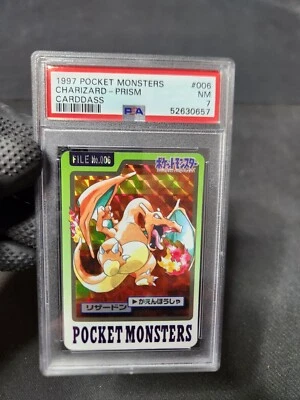 1997 POCKET MONSTERS #006
CHARIZARD - PRISM NM
CARDDASS PSA 7
52630657
FILE No.006
ポケットモンスター
▶かえんほうしゃ
リザードン
POCKET MONSTERS